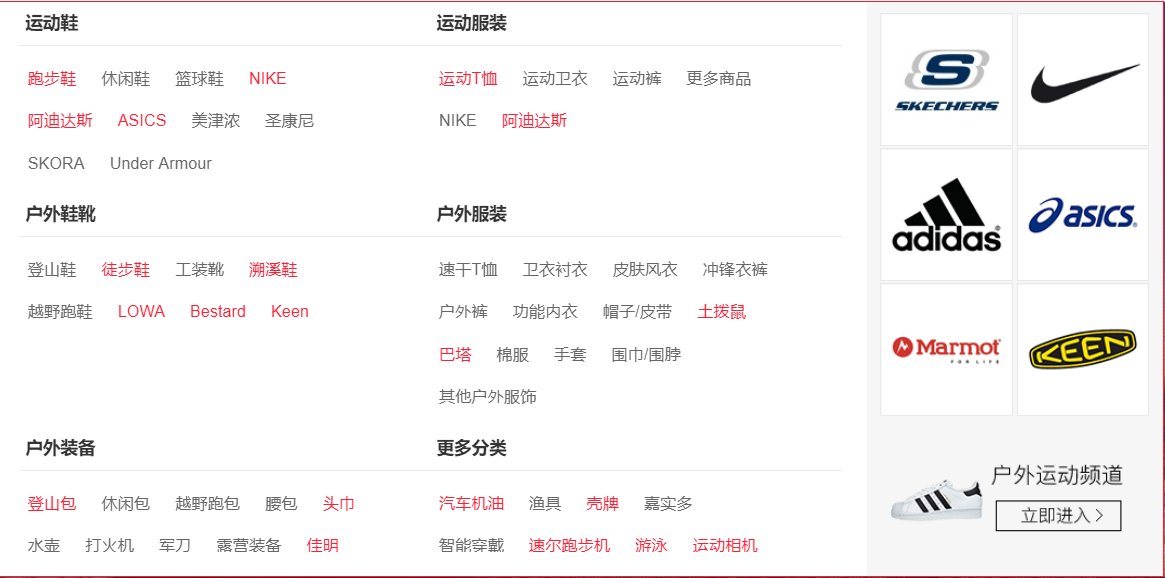 运动鞋
跑步鞋 休闲鞋 篮球鞋 NIKE
阿迪达斯 ASICS 美津浓 圣康尼
SKORA Under Armour
运动服装
运动T恤 运动卫衣 运动裤 更多商品
NIKE 阿迪达斯
户外鞋靴
登山鞋 徒步鞋 工装靴 溯溪鞋
越野跑鞋 LOWA Bestard Keen
户外服装
速干T恤 卫衣衬衣 皮肤风衣 冲锋衣裤
户外裤 功能内衣 帽子/皮带 土拨鼠
巴塔 棉服 手套 围巾/围脖
其他户外服饰
户外装备
登山包 休闲包 越野跑包 腰包 头巾
水壶 打火机 军刀 露营装备 佳明
更多分类
汽车机油 渔具 壳牌 嘉实多
智能穿戴 速尔跑步机 游泳 运动相机
SKECHERS
adidas
asics
Marmot
FOR LIFE
KEEN
户外运动频道
立即进入 >